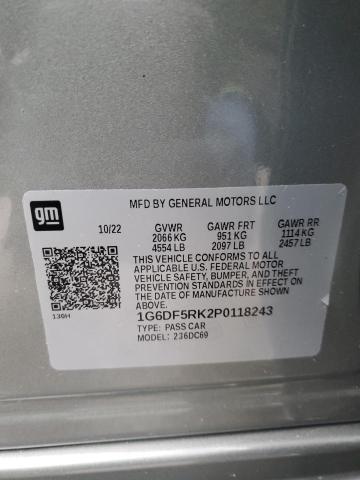 gm
MFD BY GENERAL MOTORS LLC
10/22 GVWR GAWR FRT GAWR RR
2066 KG 951 KG 1114 KG
4554 LB 2097 LB 2457 LB
THIS VEHICLE CONFORMS TO ALL
APPLICABLE U.S. FEDERAL MOTOR
VEHICLE SAFETY, BUMPER, AND THEFT
PREVENTION STANDARDS IN EFFECT
ON THE DATE OF MANUFACTURE
SHOWN ABOVE.
13GH 1G6DF5RK2P0118243
TYPE: PASS CAR
MODEL: 236DC69